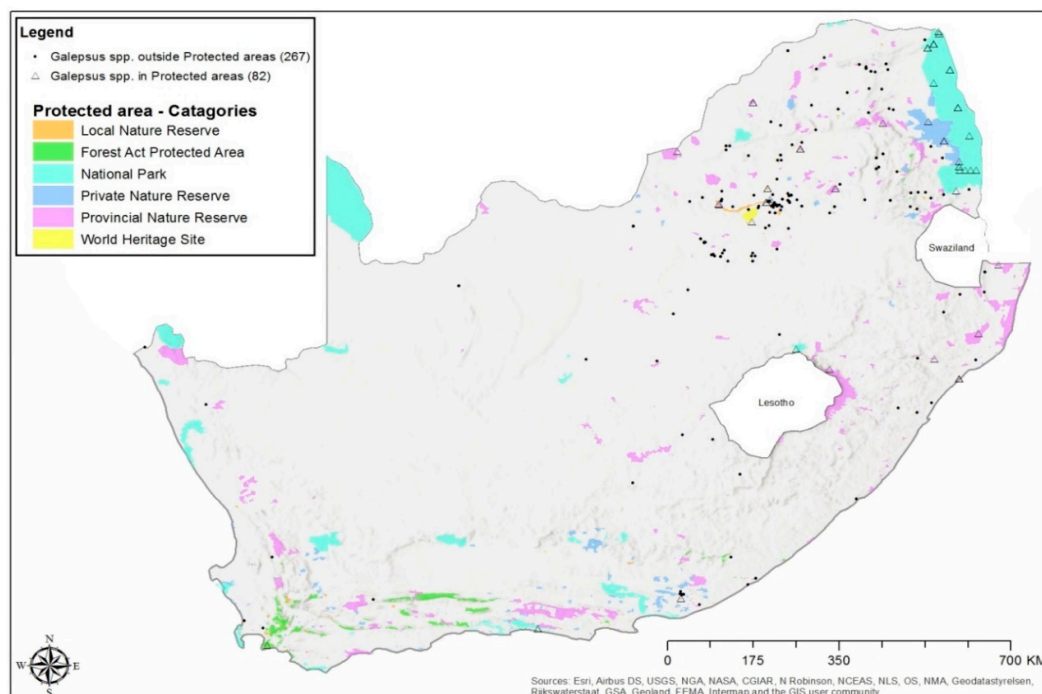 Legend
• Galepsus spp. outside Protected areas (267)
△ Galepsus spp. in Protected areas (82)
Protected area - Catagories
Local Nature Reserve
Forest Act Protected Area
National Park
Private Nature Reserve
Provincial Nature Reserve
World Heritage Site
Swaziland
Lesotho
N
W E
S
0 175 350 700 KM
Sources: Esri, Airbus DS, USGS, NGA, NASA, CGIAR, N Robinson, NCEAS, NLS, OS, NMA, Geodatastyrelsen,
Rijkswaterstaat, GSA, Geoland, FEMA, Intermap and the GIS user community